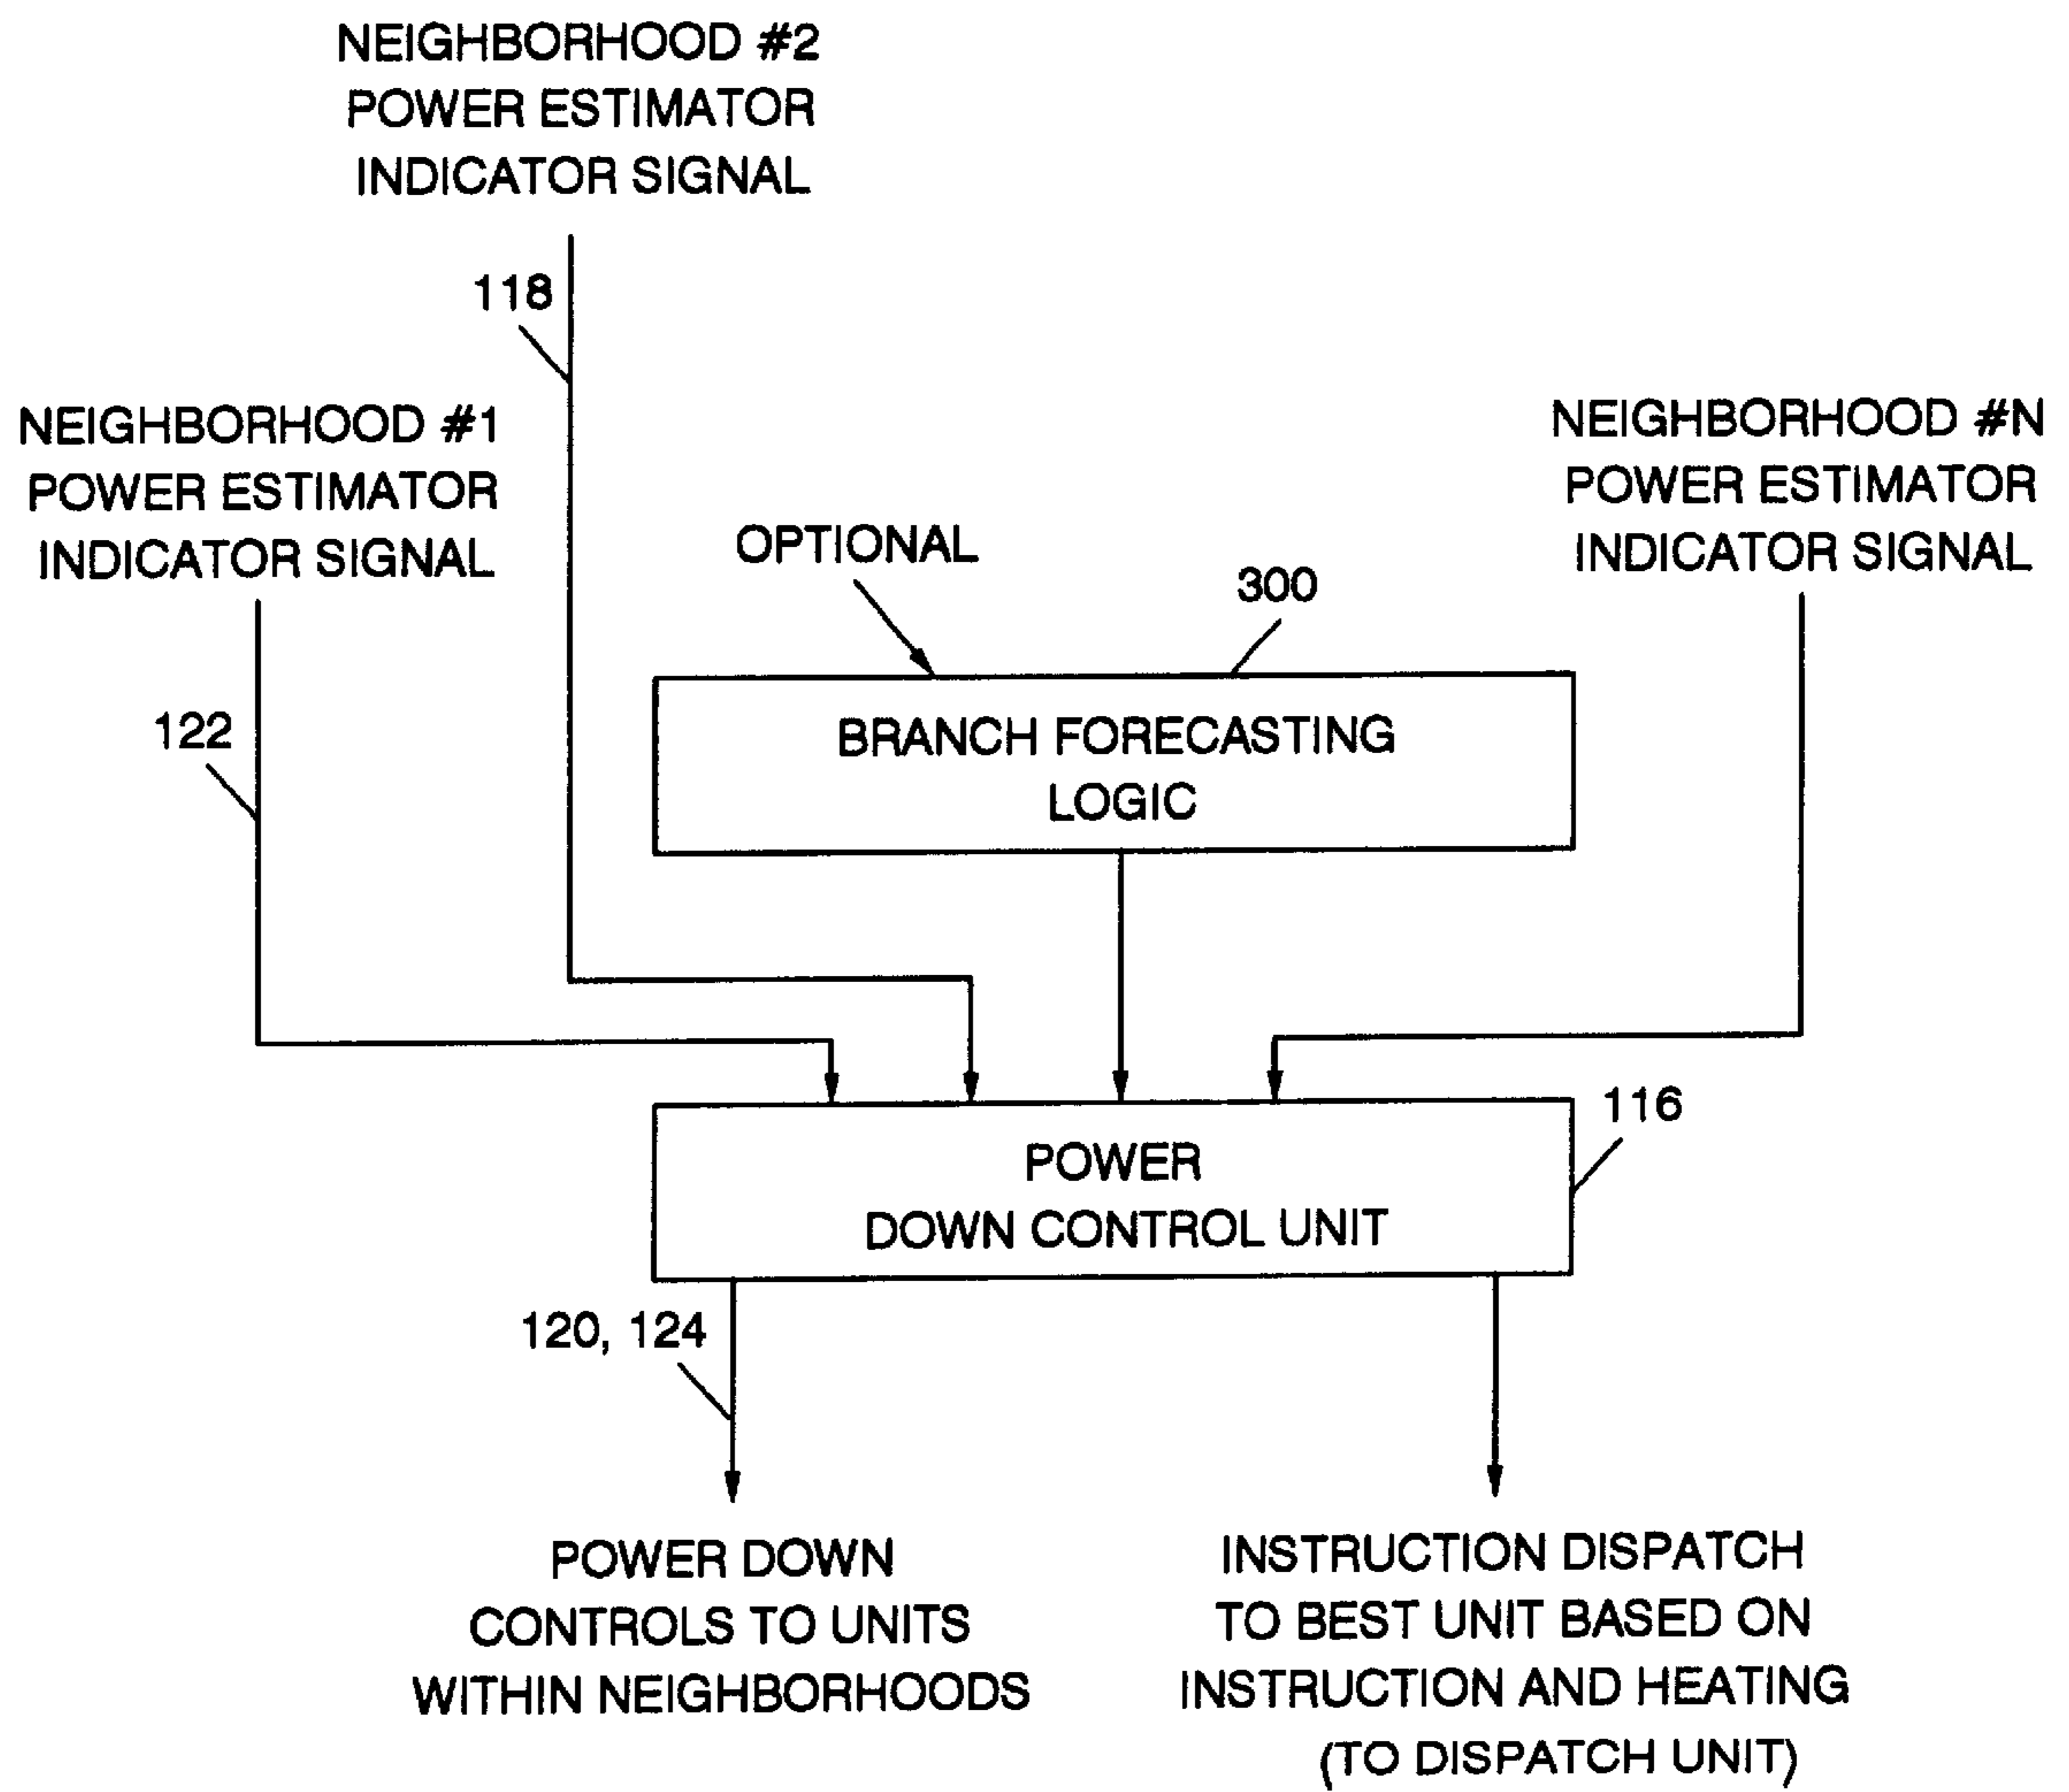 NEIGHBORHOOD #2
POWER ESTIMATOR
INDICATOR SIGNAL
118
NEIGHBORHOOD #1
POWER ESTIMATOR
INDICATOR SIGNAL
NEIGHBORHOOD #N
POWER ESTIMATOR
INDICATOR SIGNAL
OPTIONAL
300
122
BRANCH FORECASTING
LOGIC
116
POWER
DOWN CONTROL UNIT
120, 124
POWER DOWN
CONTROLS TO UNITS
WITHIN NEIGHBORHOODS
INSTRUCTION DISPATCH
TO BEST UNIT BASED ON
INSTRUCTION AND HEATING
(TO DISPATCH UNIT)